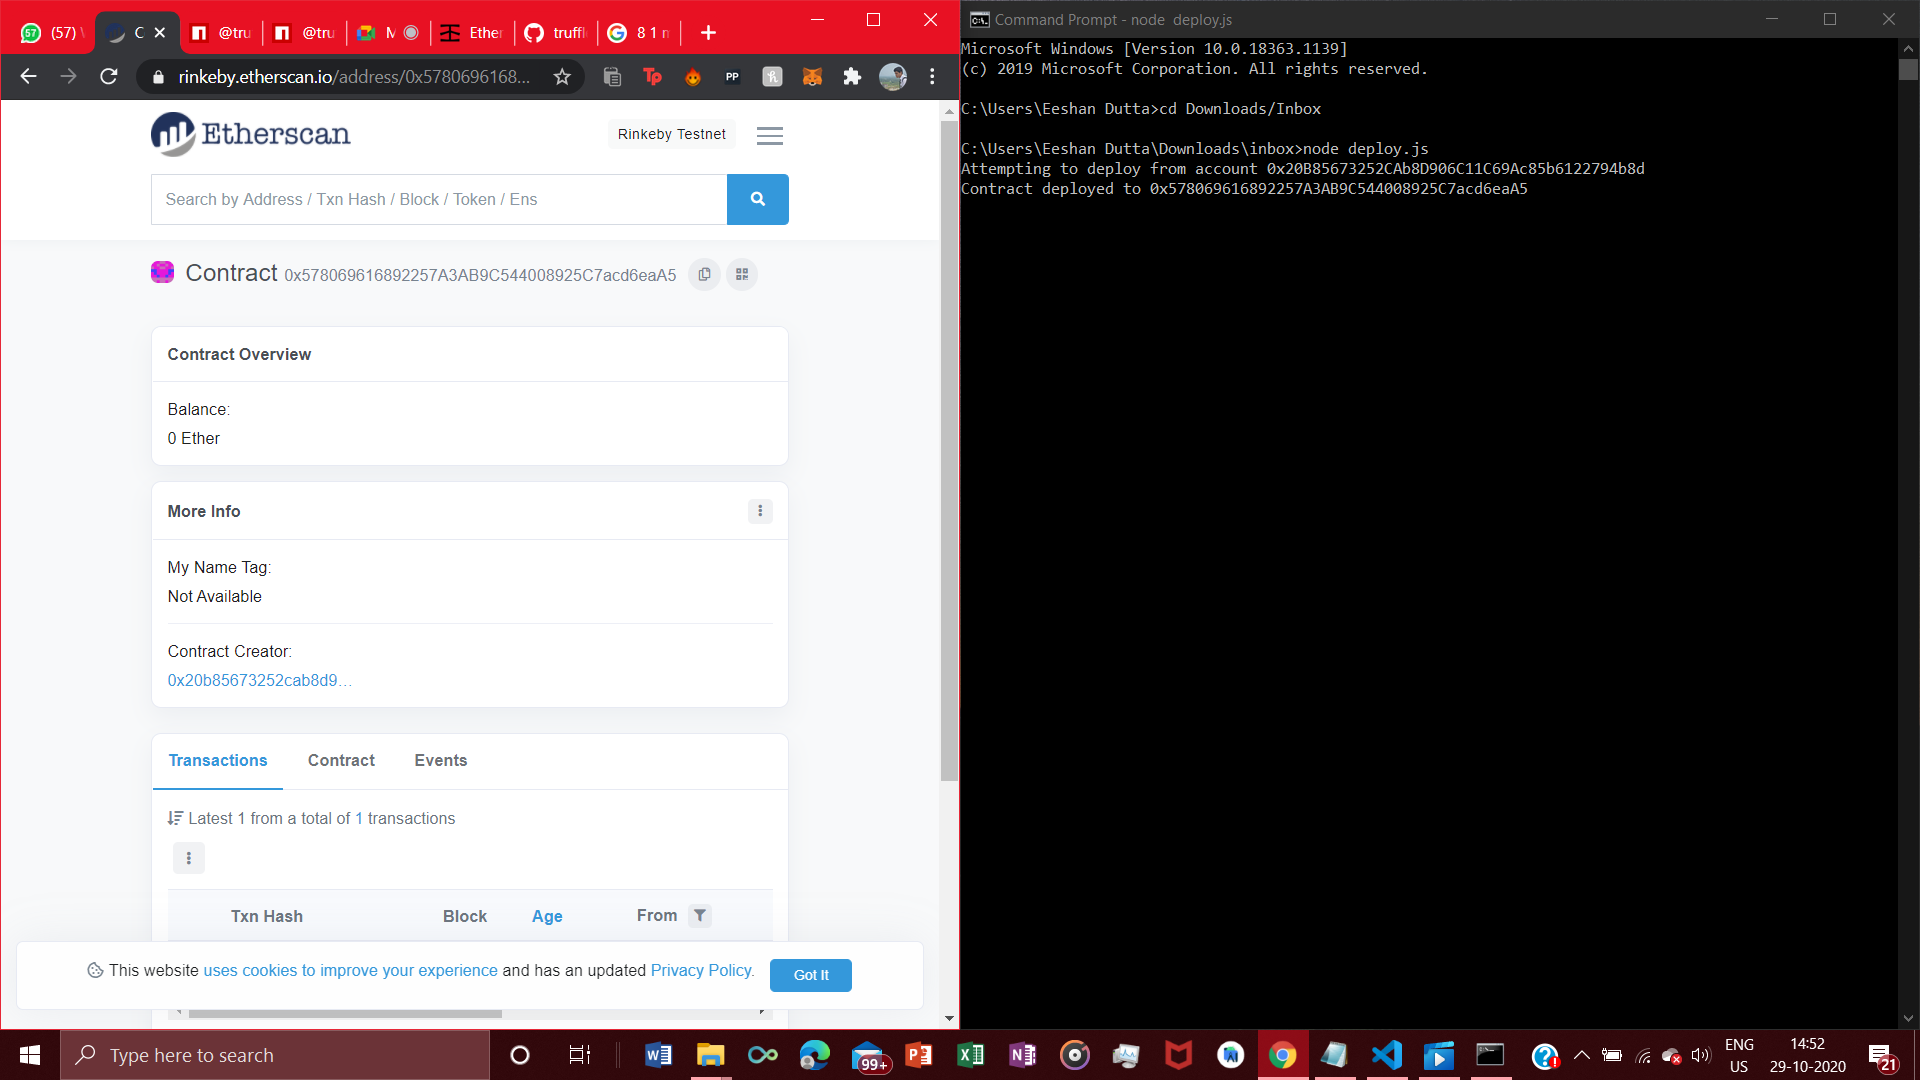 57
(57)
C
@tru
@tru
M
Ether
truffl
8 1 m
rinkeby.etherscan.io/address/0x5780696168...
Tp
PP
Etherscan
Rinkeby Testnet
Search by Address / Txn Hash / Block / Token / Ens
Contract 0x578069616892257A3AB9C544008925C7acd6eaA5
Contract Overview
Balance:
0 Ether
More Info
My Name Tag:
Not Available
Contract Creator:
0x20b85673252cab8d9…
Transactions Contract Events
Latest 1 from a total of 1 transactions
Txn Hash Block Age From
This website uses cookies to improve your experience and has an updated Privacy Policy.
Got It
Command Prompt - node  deploy.js
Microsoft Windows [Version 10.0.18363.1139]
(c) 2019 Microsoft Corporation. All rights reserved.
C:\Users\Eeshan Dutta>cd Downloads/Inbox
C:\Users\Eeshan Dutta\Downloads\inbox>node deploy.js
Attempting to deploy from account 0x20B85673252CAb8D906C11C69Ac85b6122794b8d
Contract deployed to 0x578069616892257A3AB9C544008925C7acd6eaA5
Type here to search
99+
ENG
US
14:52
29-10-2020
21